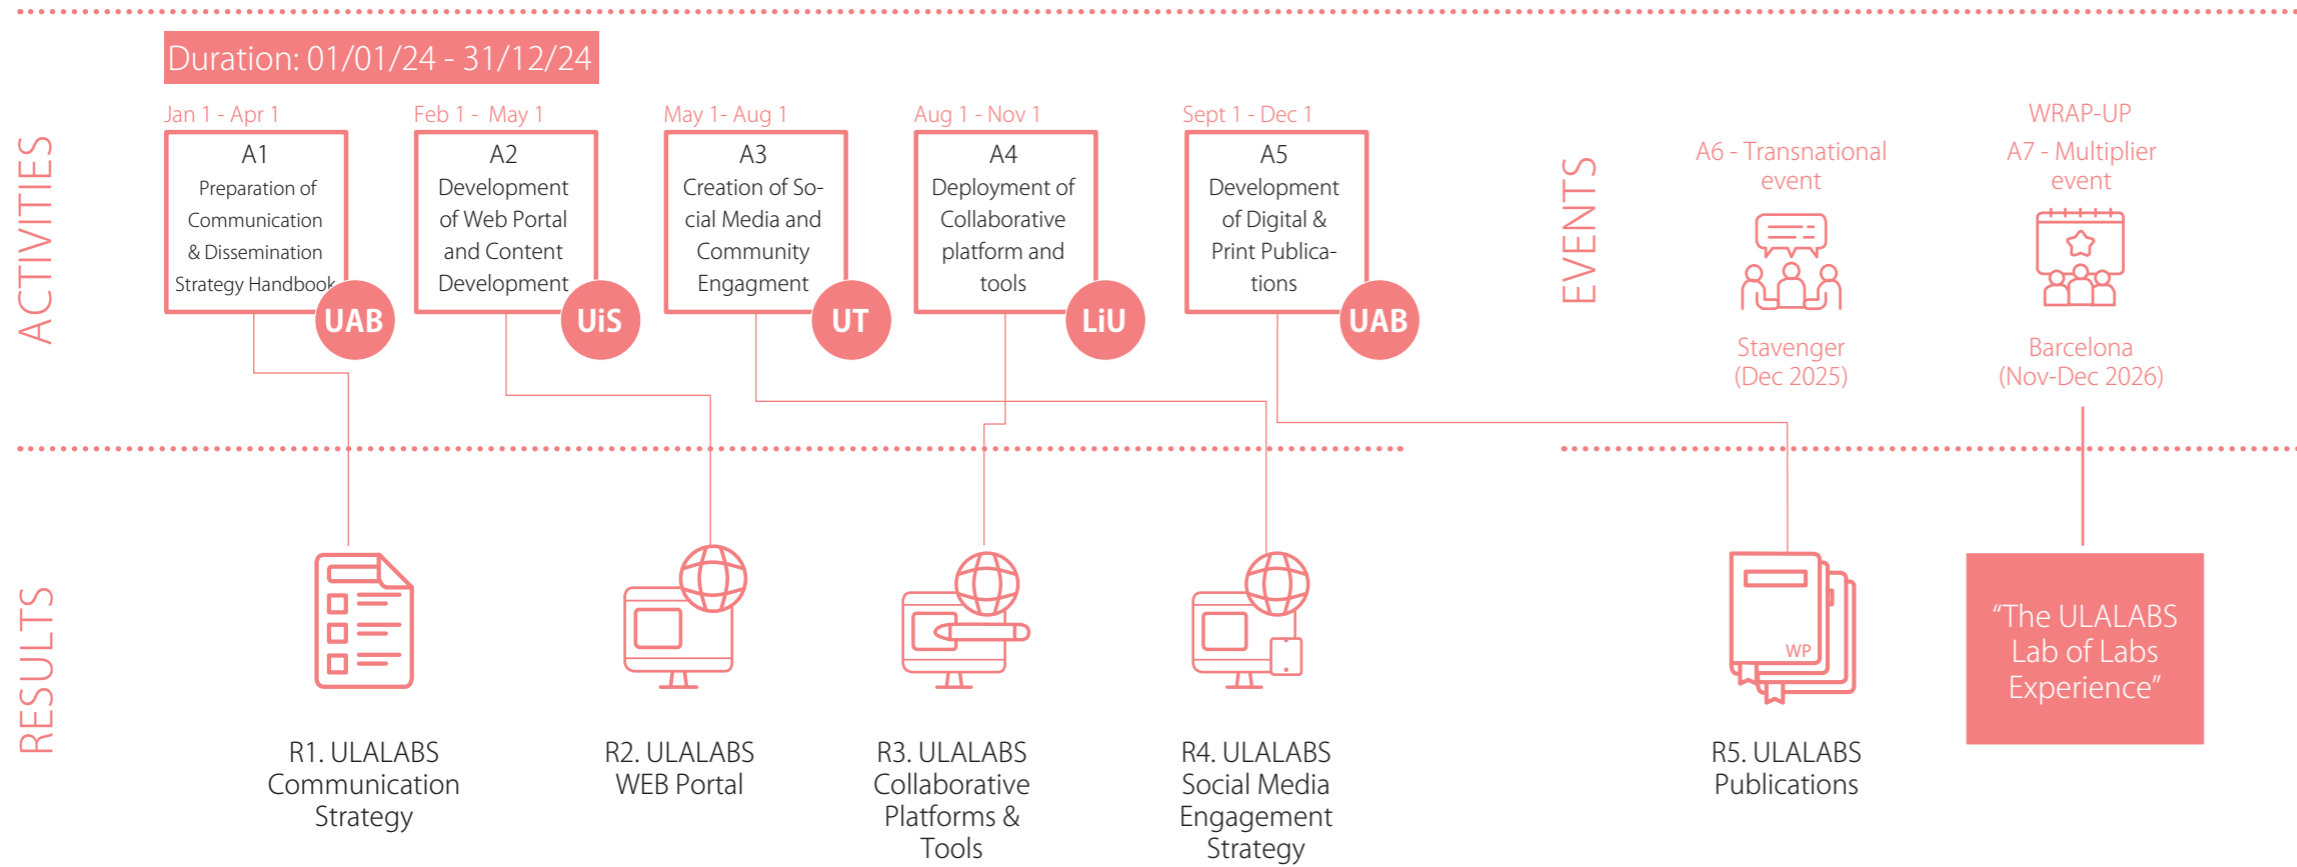 Duration: 01/01/24 - 31/12/24
ACTIVITIES
Jan 1 - Apr 1
A1
Preparation of
Communication
& Dissemination
Strategy Handbook
UAB
Feb 1 - May 1
A2
Development
of Web Portal
and Content
Development
UiS
May 1- Aug 1
A3
Creation of So-
cial Media and
Community
Engagment
UT
Aug 1 - Nov 1
A4
Deployment of
Collaborative
platform and
tools
LiU
Sept 1 - Dec 1
A5
Development
of Digital &
Print Publica-
tions
UAB
EVENTS
A6 - Transnational
event
Stavenger
(Dec 2025)
WRAP-UP
A7 - Multiplier
event
Barcelona
(Nov-Dec 2026)
RESULTS
R1. ULALABS
Communication
Strategy
R2. ULALABS
WEB Portal
R3. ULALABS
Collaborative
Platforms &
Tools
R4. ULALABS
Social Media
Engagement
Strategy
WP
R5. ULALABS
Publications
“The ULALABS
Lab of Labs
Experience”